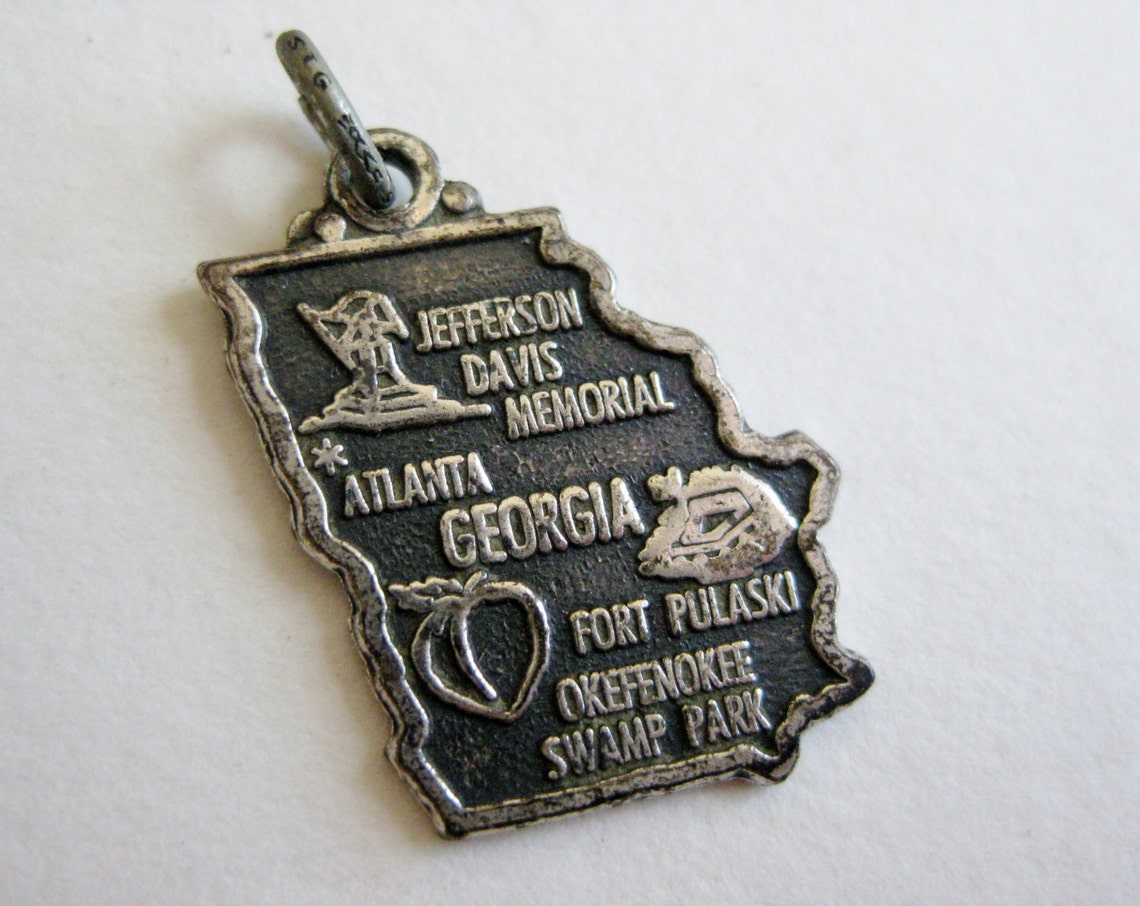 JEFFERSON
DAVIS
MEMORIAL
* ATLANTA
GEORGIA
FORT PULASKI
OKEFENOKEE
SWAMP PARK